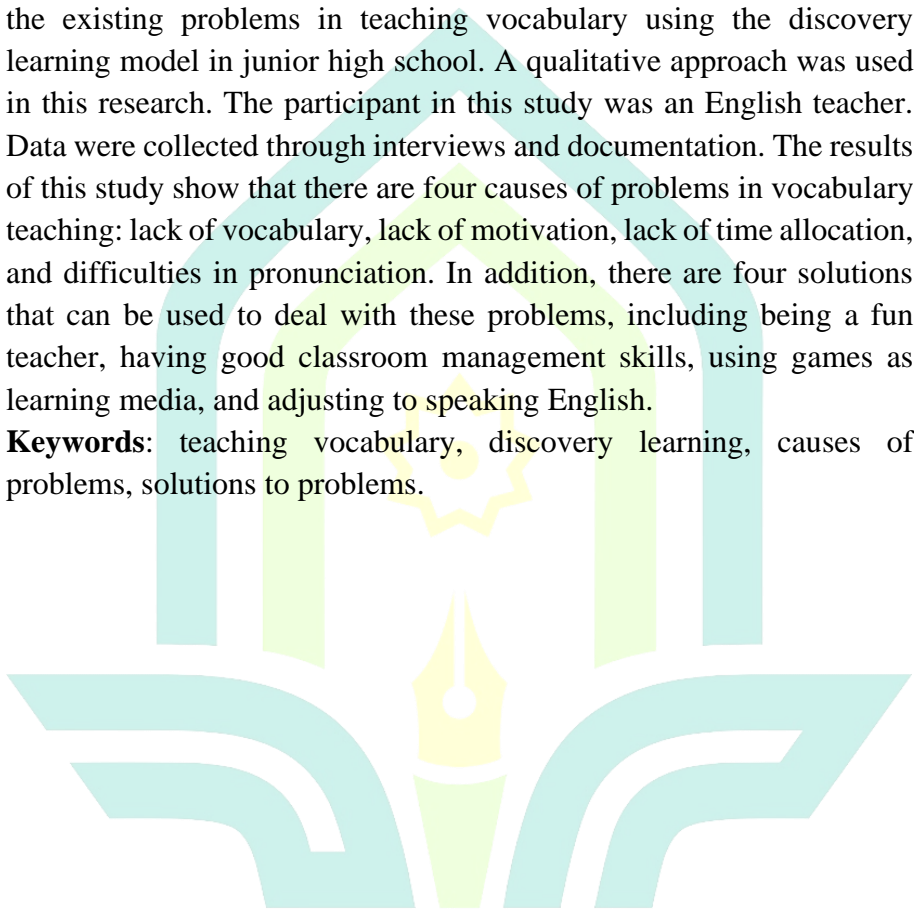 the existing problems in teaching vocabulary using the discovery
learning model in junior high school. A qualitative approach was used
in this research. The participant in this study was an English teacher.
Data were collected through interviews and documentation. The results
of this study show that there are four causes of problems in vocabulary
teaching: lack of vocabulary, lack of motivation, lack of time allocation,
and difficulties in pronunciation. In addition, there are four solutions
that can be used to deal with these problems, including being a fun
teacher, having good classroom management skills, using games as
learning media, and adjusting to speaking English.
Keywords: teaching vocabulary, discovery learning, causes of
problems, solutions to problems.